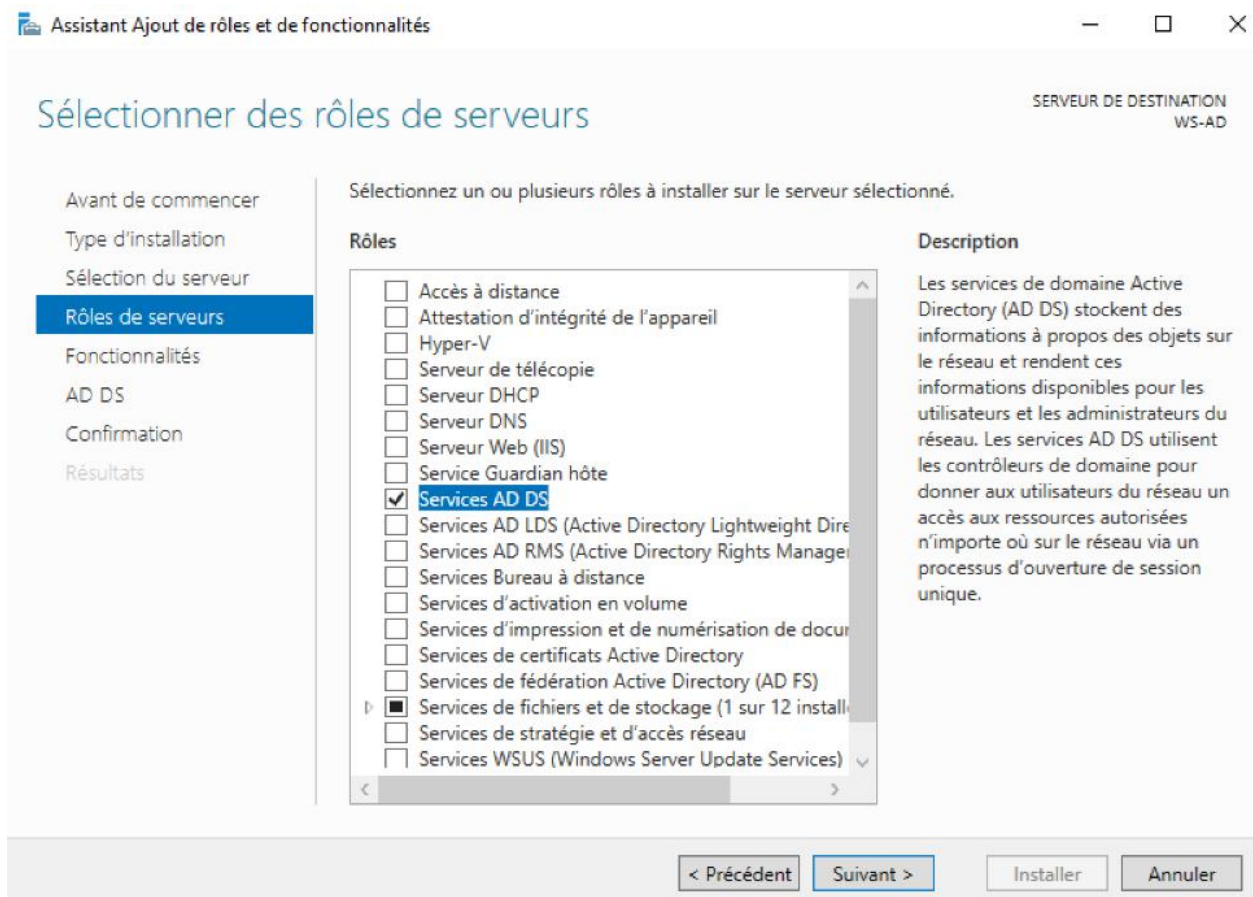 Assistant Ajout de rôles et de fonctionnalités
Sélectionner des rôles de serveurs
SERVEUR DE DESTINATION
WS-AD
Avant de commencer
Type d'installation
Sélection du serveur
Rôles de serveurs
Fonctionnalités
AD DS
Confirmation
Résultats
Sélectionnez un ou plusieurs rôles à installer sur le serveur sélectionné.
Rôles
Accès à distance
Attestation d'intégrité de l'appareil
Hyper-V
Serveur de télécopie
Serveur DHCP
Serveur DNS
Serveur Web (IIS)
Service Guardian hôte
Services AD DS
Services AD LDS (Active Directory Lightweight Dire
Services AD RMS (Active Directory Rights Manager
Services Bureau à distance
Services d'activation en volume
Services d'impression et de numérisation de docur
Services de certificats Active Directory
Services de fédération Active Directory (AD FS)
Services de fichiers et de stockage (1 sur 12 install
Services de stratégie et d'accès réseau
Services WSUS (Windows Server Update Services)
Description
Les services de domaine Active
Directory (AD DS) stockent des
informations à propos des objets sur
le réseau et rendent ces
informations disponibles pour les
utilisateurs et les administrateurs du
réseau. Les services AD DS utilisent
les contrôleurs de domaine pour
donner aux utilisateurs du réseau un
accès aux ressources autorisées
n'importe où sur le réseau via un
processus d'ouverture de session
unique.
< Précédent
Suivant >
Installer
Annuler